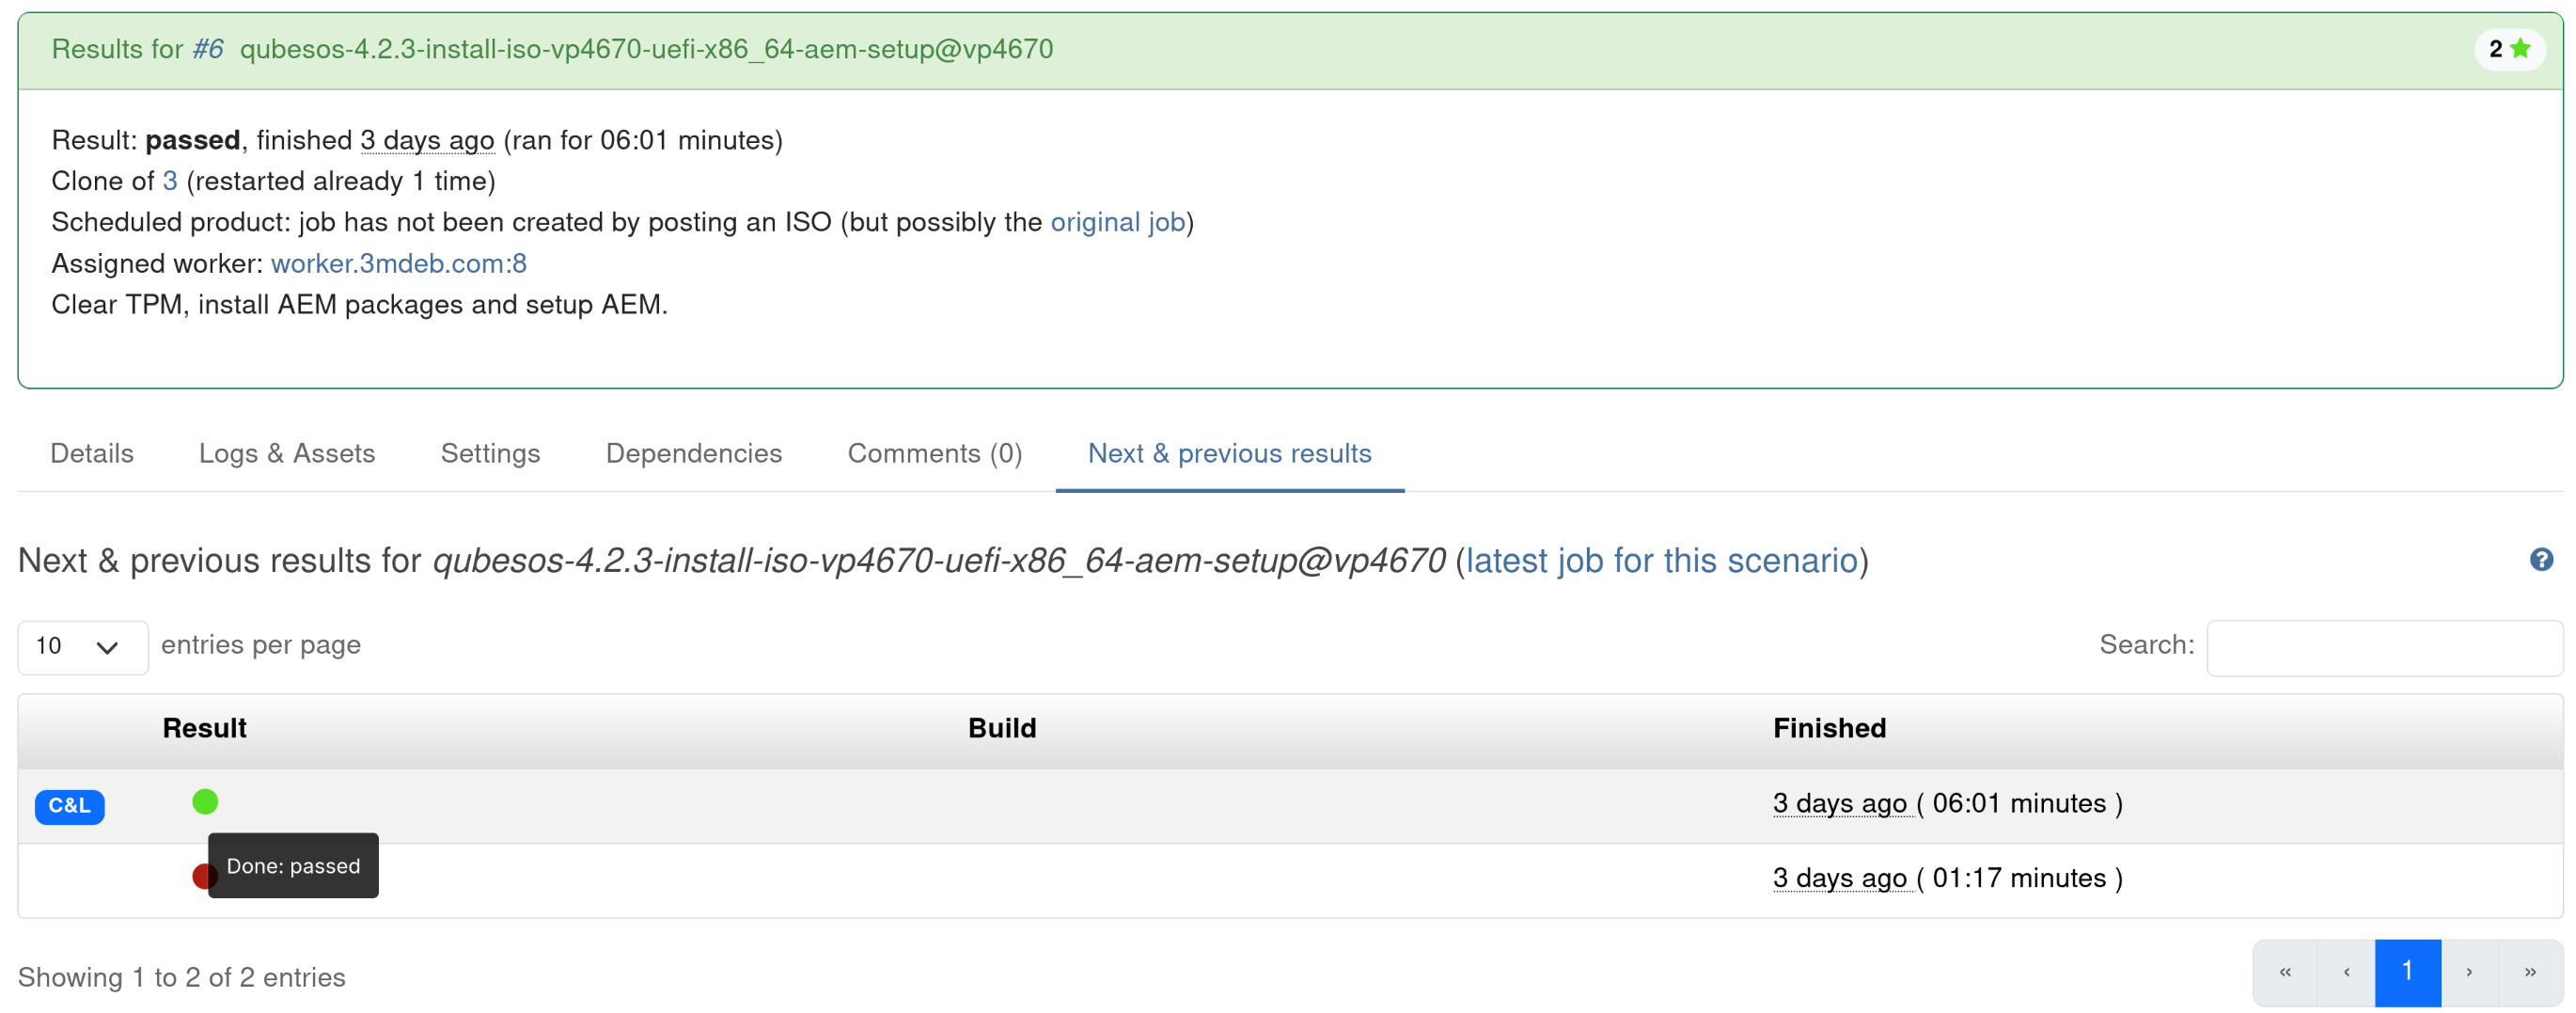 Results for #6 qubesos-4.2.3-install-iso-vp4670-uefi-x86_64-aem-setup@vp4670
2
Result: passed, finished 3 days ago (ran for 06:01 minutes)
Clone of 3 (restarted already 1 time)
Scheduled product: job has not been created by posting an ISO (but possibly the original job)
Assigned worker: worker.3mdeb.com:8
Clear TPM, install AEM packages and setup AEM.
Details Logs & Assets Settings Dependencies Comments (0) Next & previous results
Next & previous results for qubesos-4.2.3-install-iso-vp4670-uefi-x86_64-aem-setup@vp4670 (latest job for this scenario)
?
10 entries per page
Search:
Result Build Finished
C&L 3 days ago ( 06:01 minutes )
Done: passed
3 days ago ( 01:17 minutes )
Showing 1 to 2 of 2 entries
« ‹ 1 › »